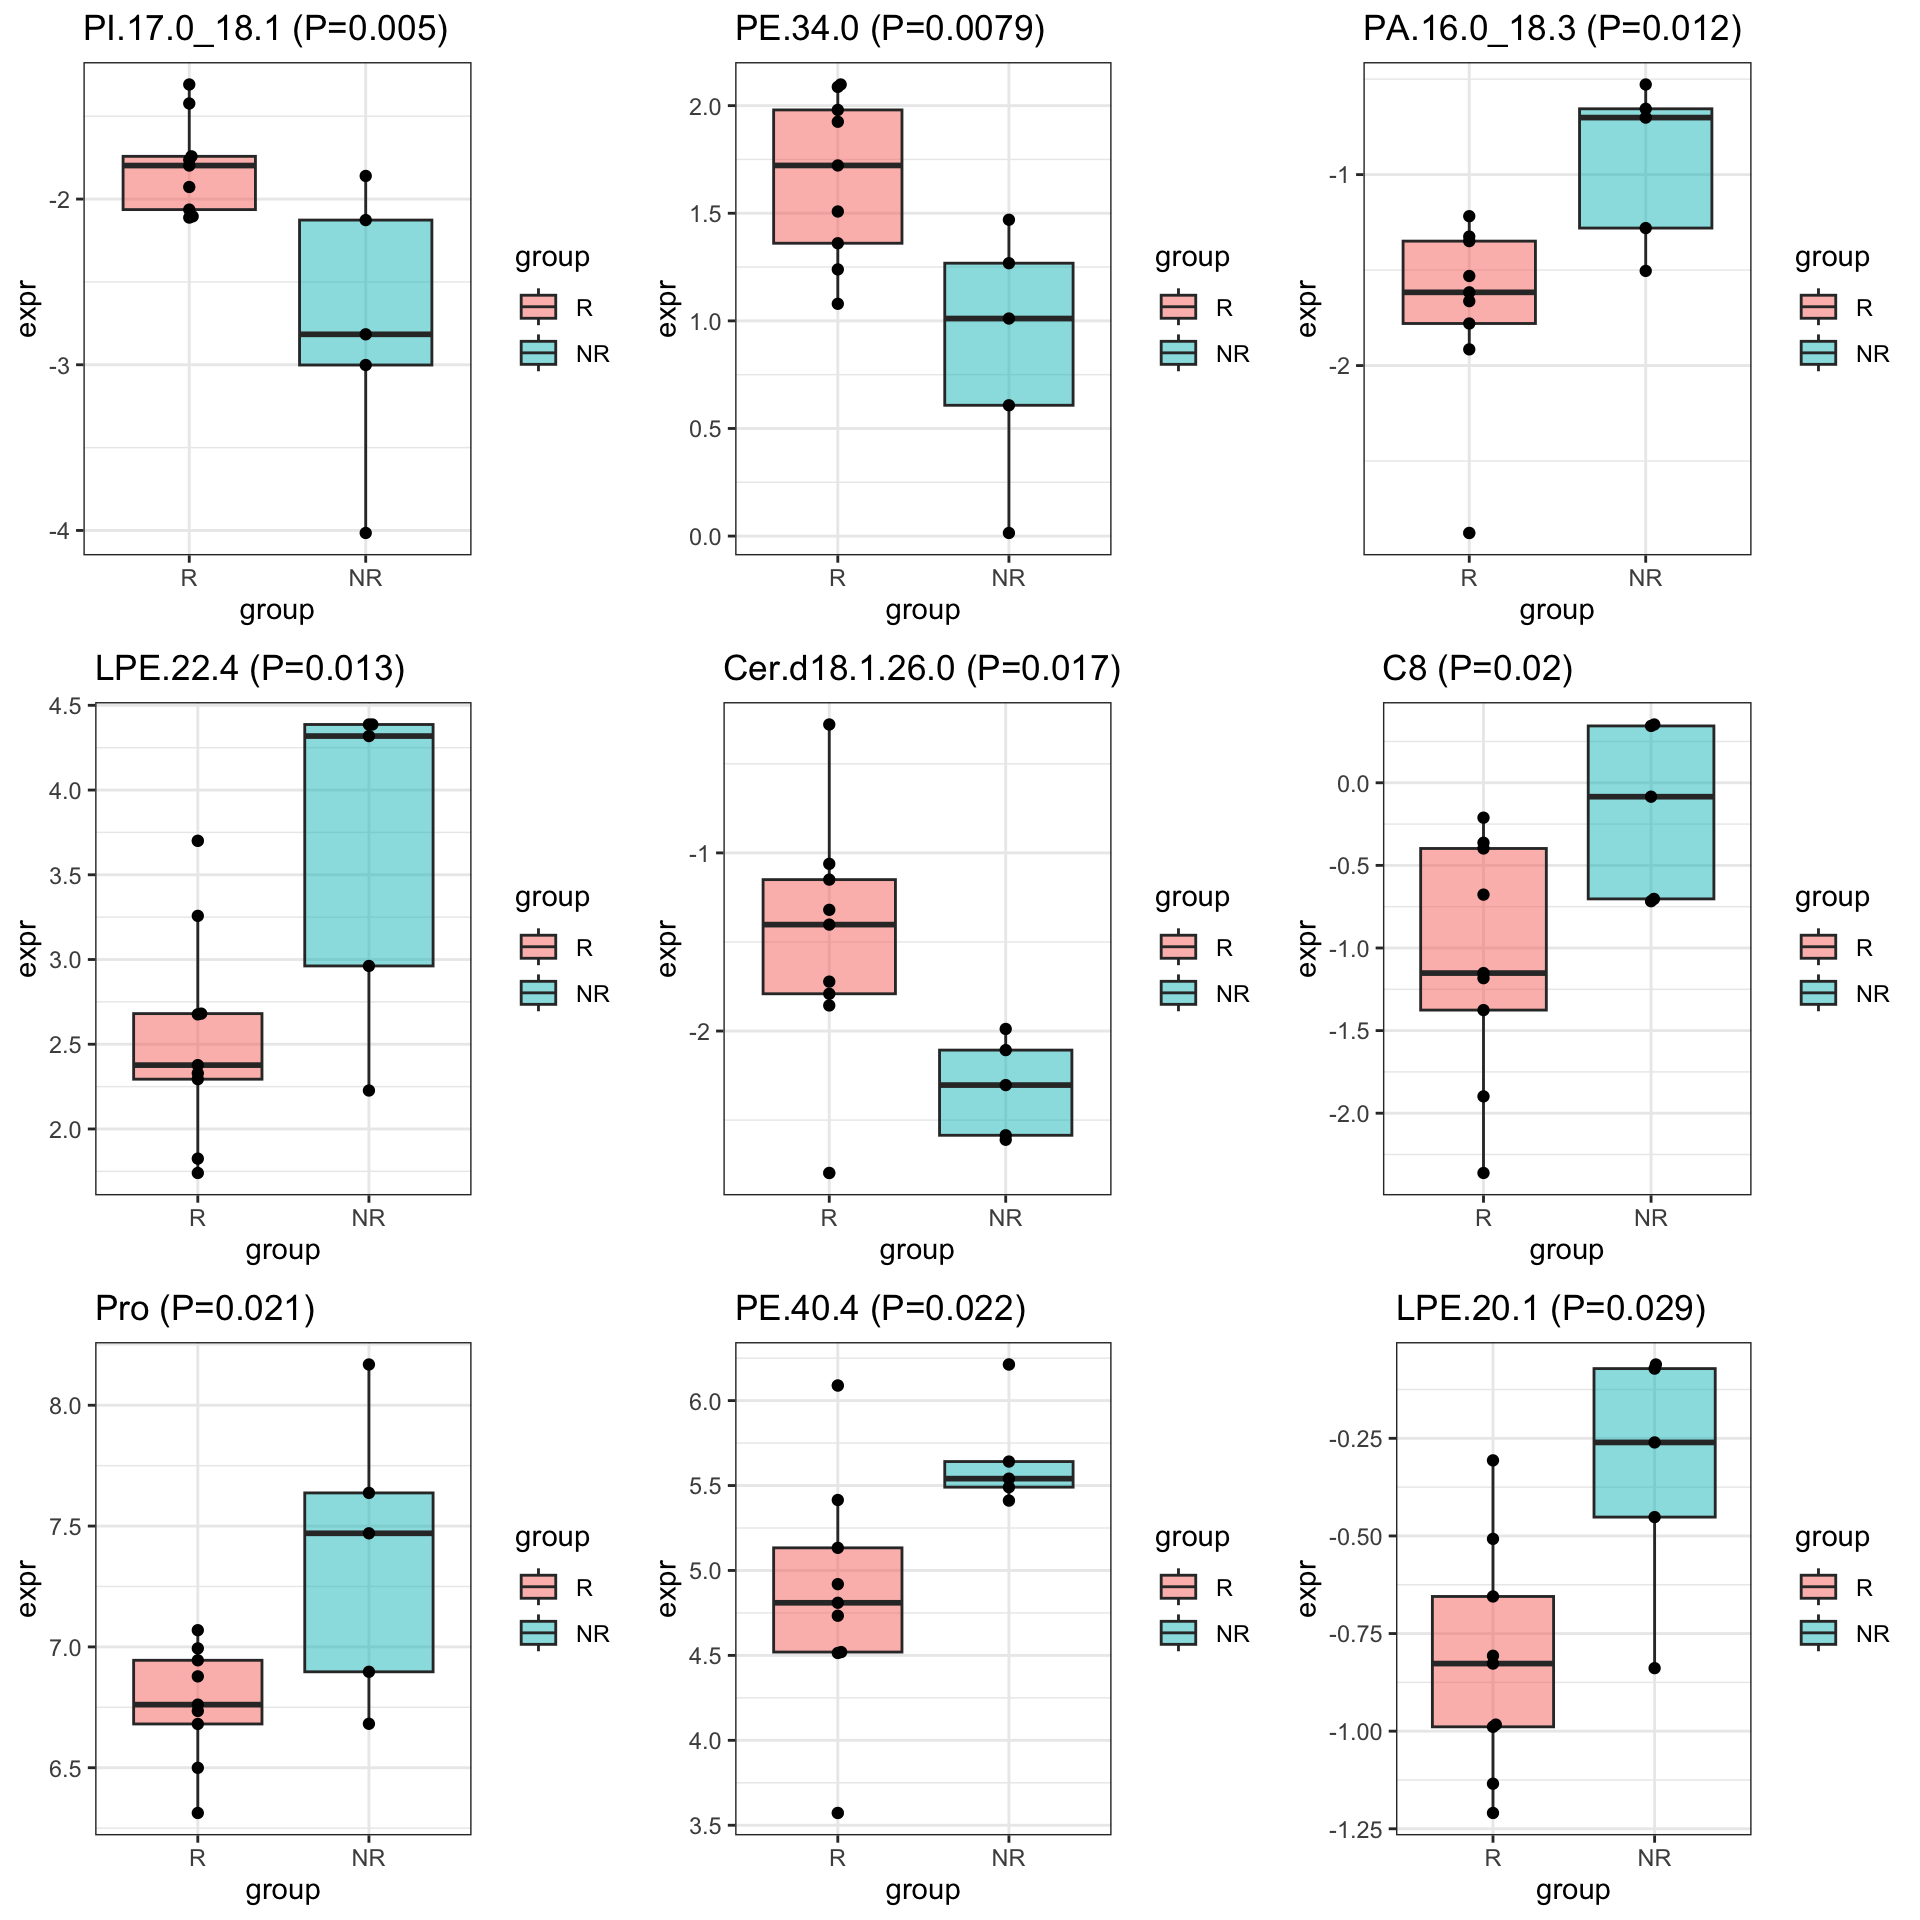 PI.17.0_18.1 (P=0.005)
expr
-2
-3
-4
R
NR
group
group
R
NR
PE.34.0 (P=0.0079)
expr
2.0
1.5
1.0
0.5
0.0
R
NR
group
group
R
NR
PA.16.0_18.3 (P=0.012)
expr
-1
-2
R
NR
group
group
R
NR
LPE.22.4 (P=0.013)
expr
4.5
4.0
3.5
3.0
2.5
2.0
R
NR
group
group
R
NR
Cer.d18.1.26.0 (P=0.017)
expr
-1
-2
R
NR
group
group
R
NR
C8 (P=0.02)
expr
0.0
-0.5
-1.0
-1.5
-2.0
R
NR
group
group
R
NR
Pro (P=0.021)
expr
8.0
7.5
7.0
6.5
R
NR
group
group
R
NR
PE.40.4 (P=0.022)
expr
6.0
5.5
5.0
4.5
4.0
3.5
R
NR
group
group
R
NR
LPE.20.1 (P=0.029)
expr
-0.25
-0.50
-0.75
-1.00
-1.25
R
NR
group
group
R
NR